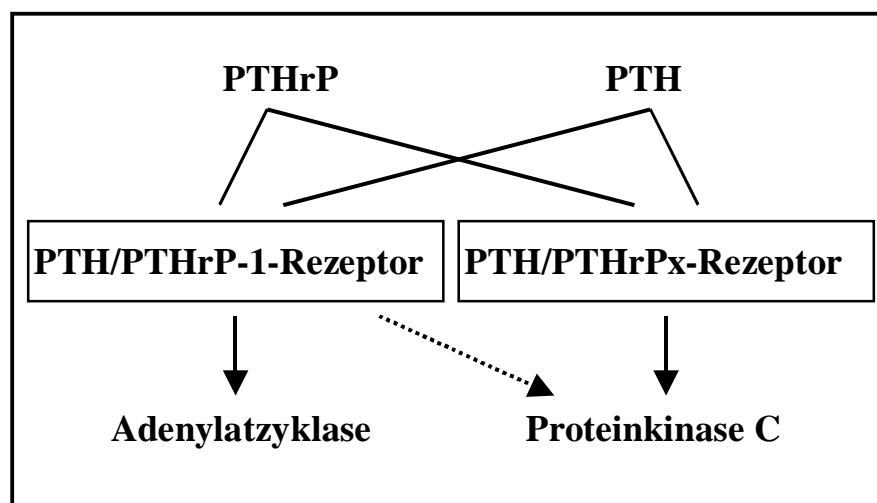 PTHrP PTH
PTH/PTHrP-1-Rezeptor PTH/PTHrPx-Rezeptor
Adenylatzyklase Proteinkinase C